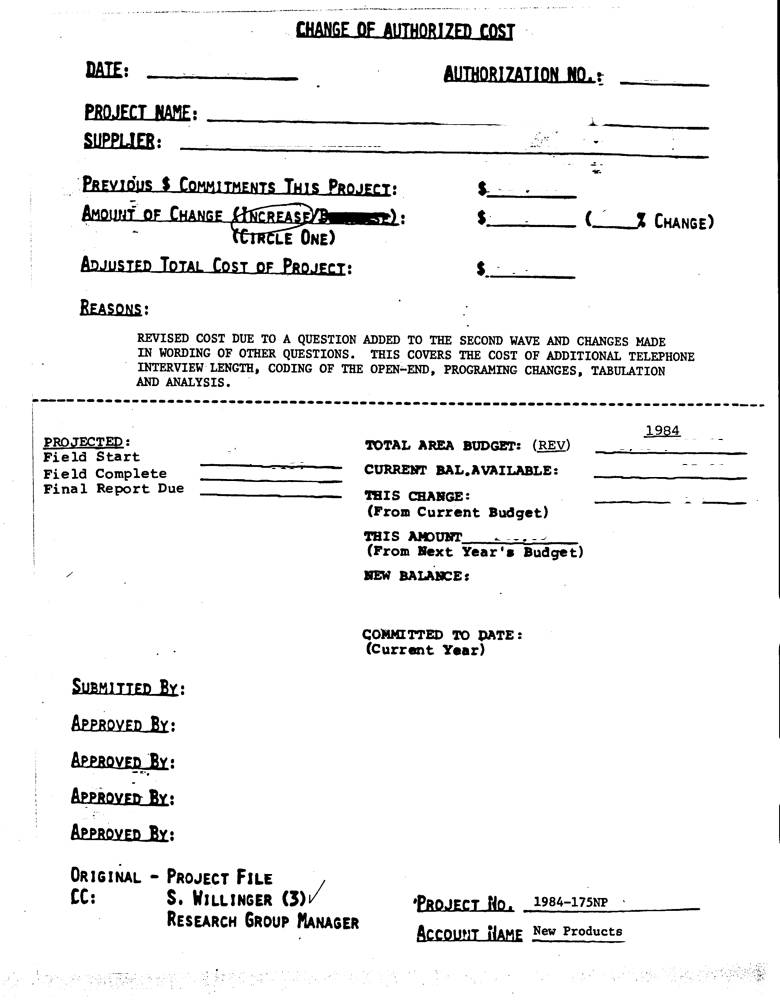 CHANGE OF AUTHORIZED COST
DATE: AUTHORIZATION NO.:
PROJECT NAME:
SUPPLIER:
PREVIOUS $ COMMITMENTS THIS PROJECT: $
AMOUNT OF CHANGE (INCREASE/ ): $ ( % CHANGE)
(CIRCLE ONE)
ADJUSTED TOTAL COST OF PROJECT: $
REASONS:
REVISED COST DUE TO A QUESTION ADDED TO THE SECOND WAVE AND CHANGES MADE
IN WORDING OF OTHER QUESTIONS. THIS COVERS THE COST OF ADDITIONAL TELEPHONE
INTERVIEW LENGTH, CODING OF THE OPEN-END, PROGRAMING CHANGES, TABULATION
AND ANALYSIS.
1984
PROJECTED: TOTAL AREA BUDGET: (REV)
Field Start
Field Complete CURRENT BAL.AVAILABLE:
Final Report Due THIS CHANGE:
(From Current Budget)
THIS AMOUNT
(From Next Year's Budget)
NEW BALANCE:
COMMITTED TO DATE:
(Current Year)
SUBMITTED BY:
APPROVED BY:
APPROVED BY:
APPROVED BY:
APPROVED BY:
ORIGINAL - PROJECT FILE
CC: S. WILLINGER (3) ✓
RESEARCH GROUP MANAGER
PROJECT NO. 1984-175NP
ACCOUNT NAME New Products